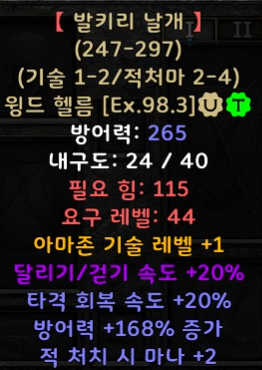 【 발키리 날개 】
(247-297)
(기술 1-2/적처마 2-4)
윙드 헬름 [Ex.98.3] U T
방어력: 265
내구도: 24 / 40
필요 힘: 115
요구 레벨: 44
아마존 기술 레벨 +1
달리기/걷기 속도 +20%
타격 회복 속도 +20%
방어력 +168% 증가
적 처치 시 마나 +2